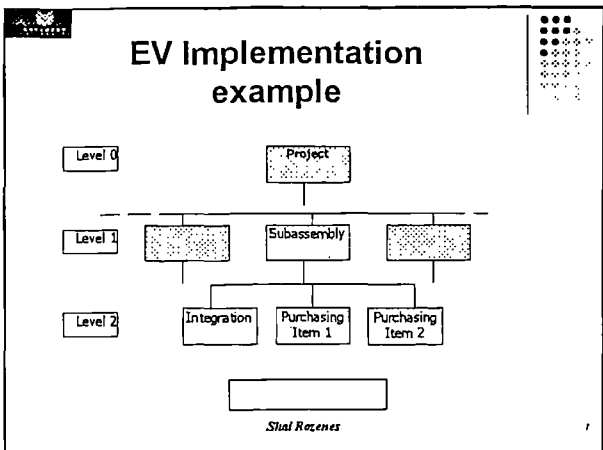 EV Implementation
example
Level 0
Project
Level 1
Subassembly
Level 2
Integration
Purchasing
Item 1
Purchasing
Item 2
Shai Rozenes
1